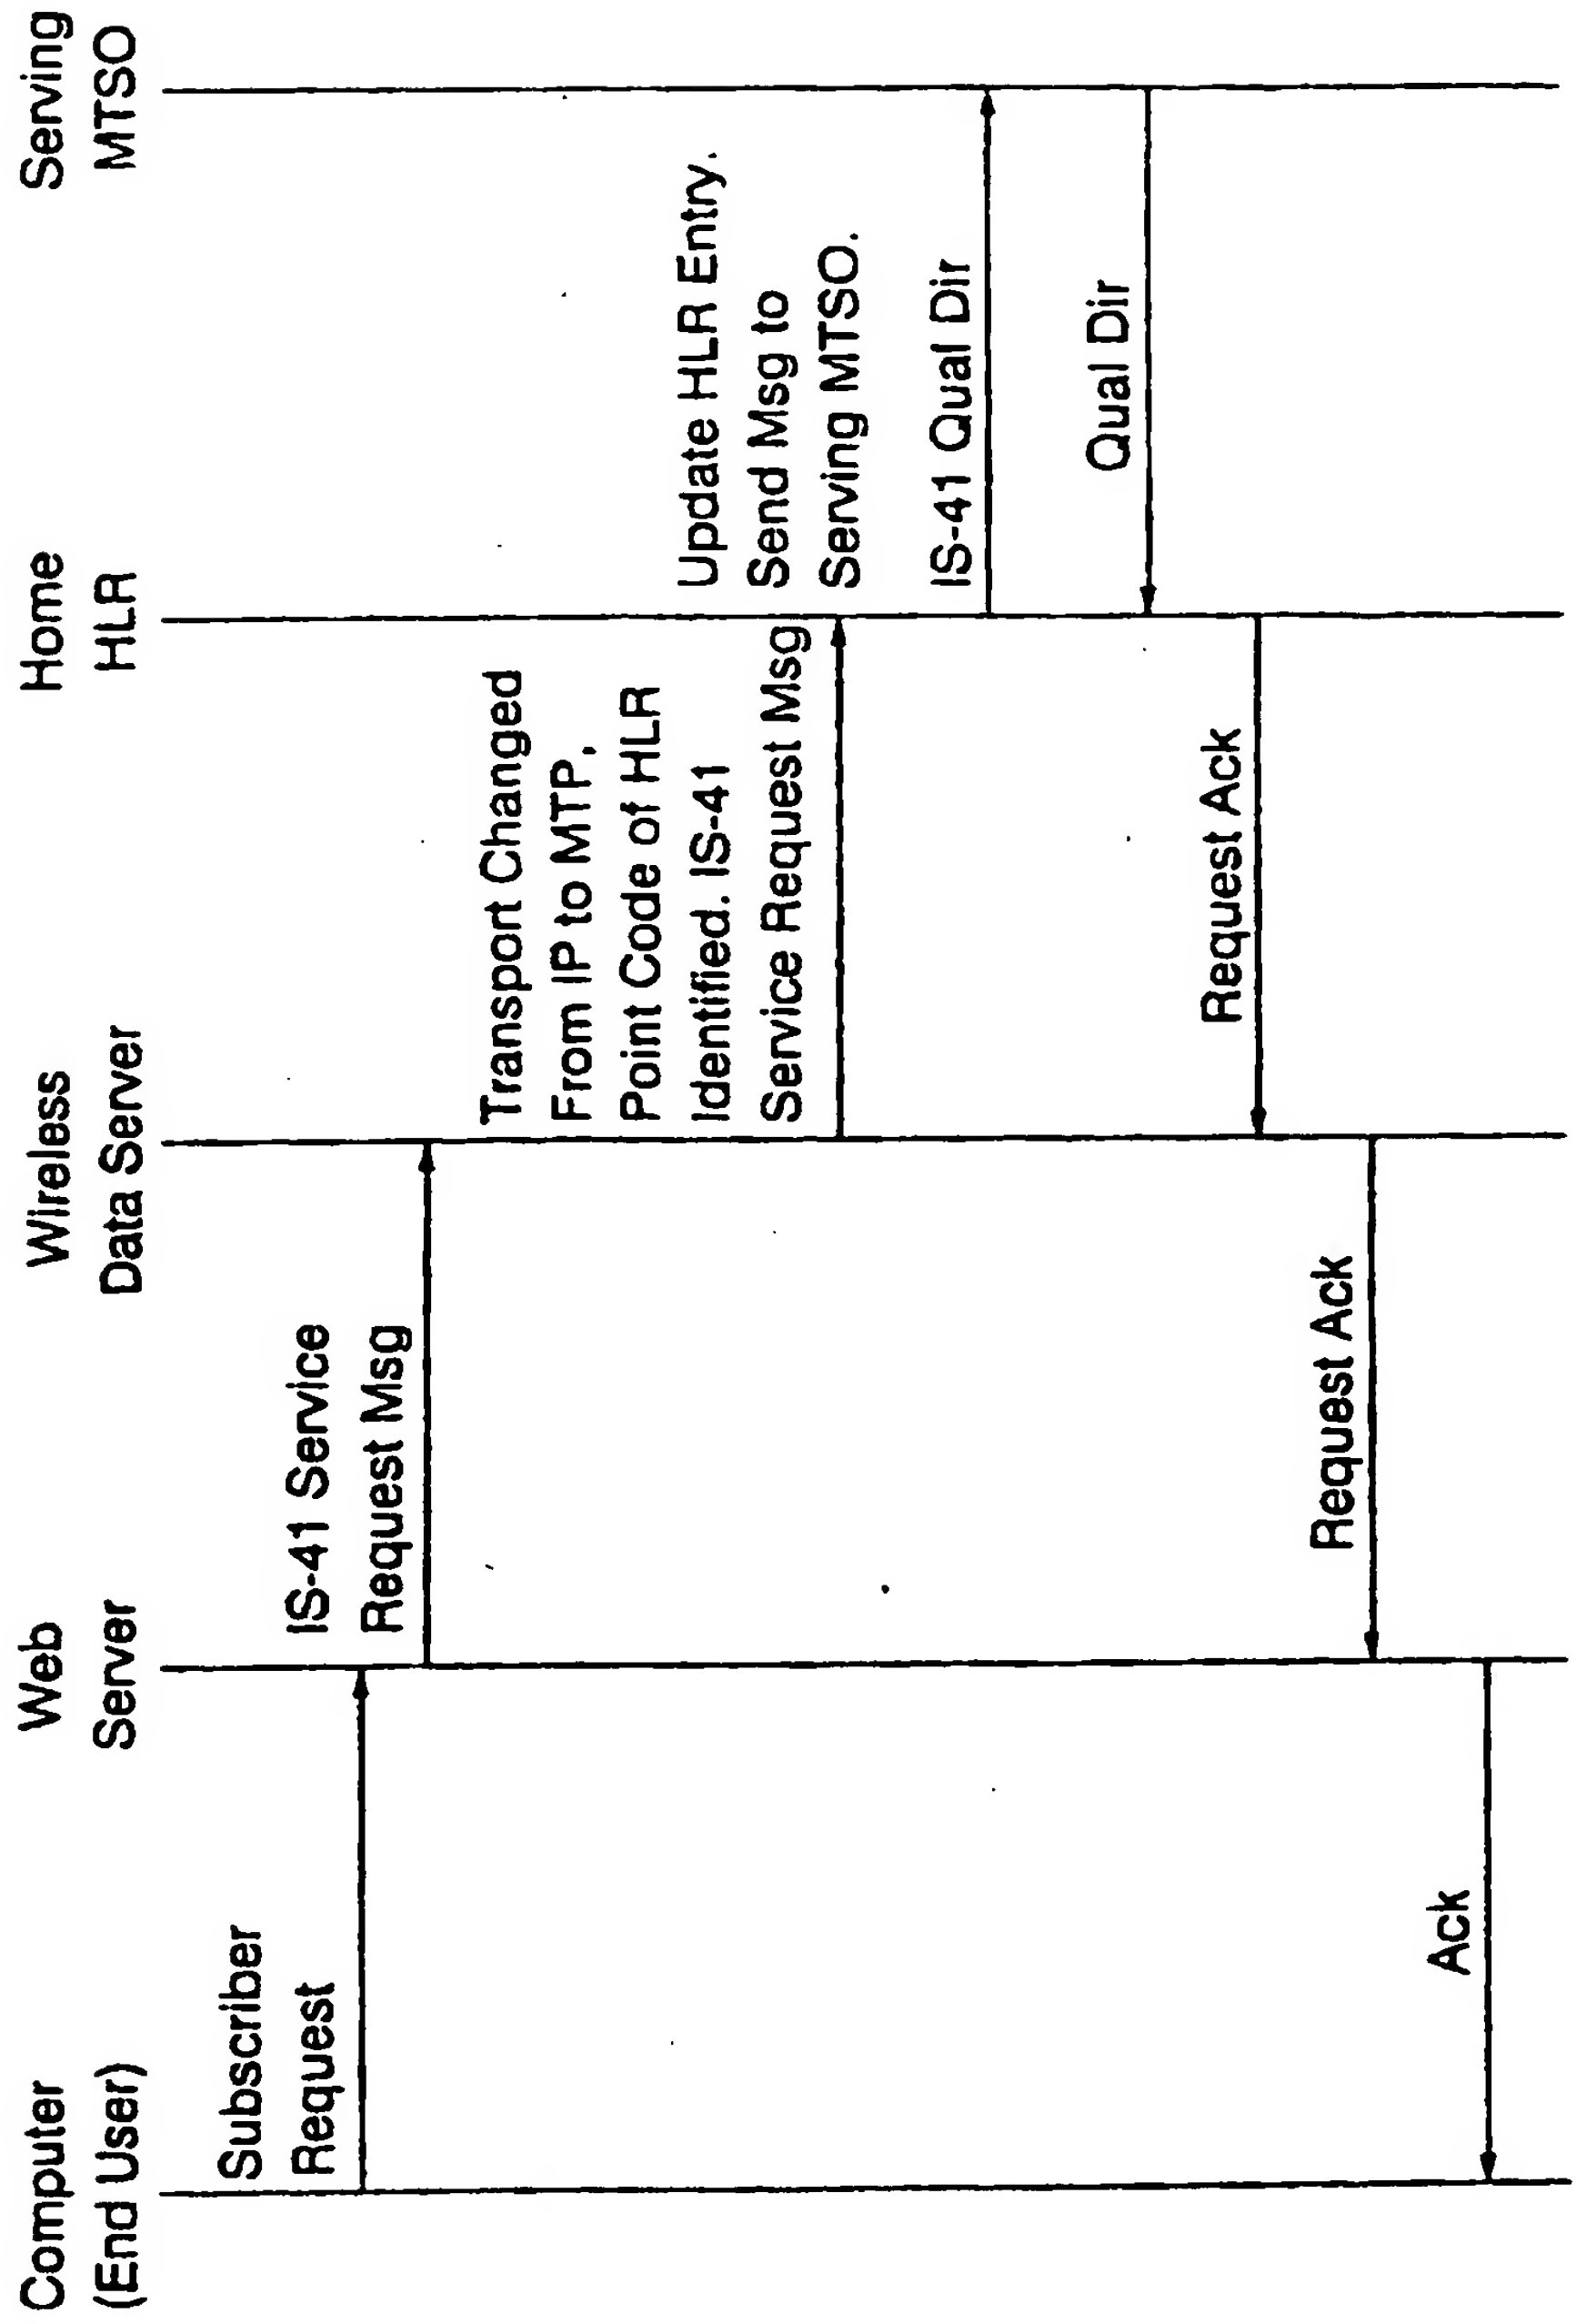 Computer
(End User)
Web
Server
Wireless
Data Server
Home
HLR
Serving
MTSO
Subscriber
Request
IS-41 Service
Request Msg
Transport Changed
From IP to MTP.
Point Code of HLR
Identified. IS-41
Service Request Msg
Update HLR Entry.
Send Msg to
Serving MTSO.
IS-41 Qual Dir
Qual Dir
Request Ack
Request Ack
Ack